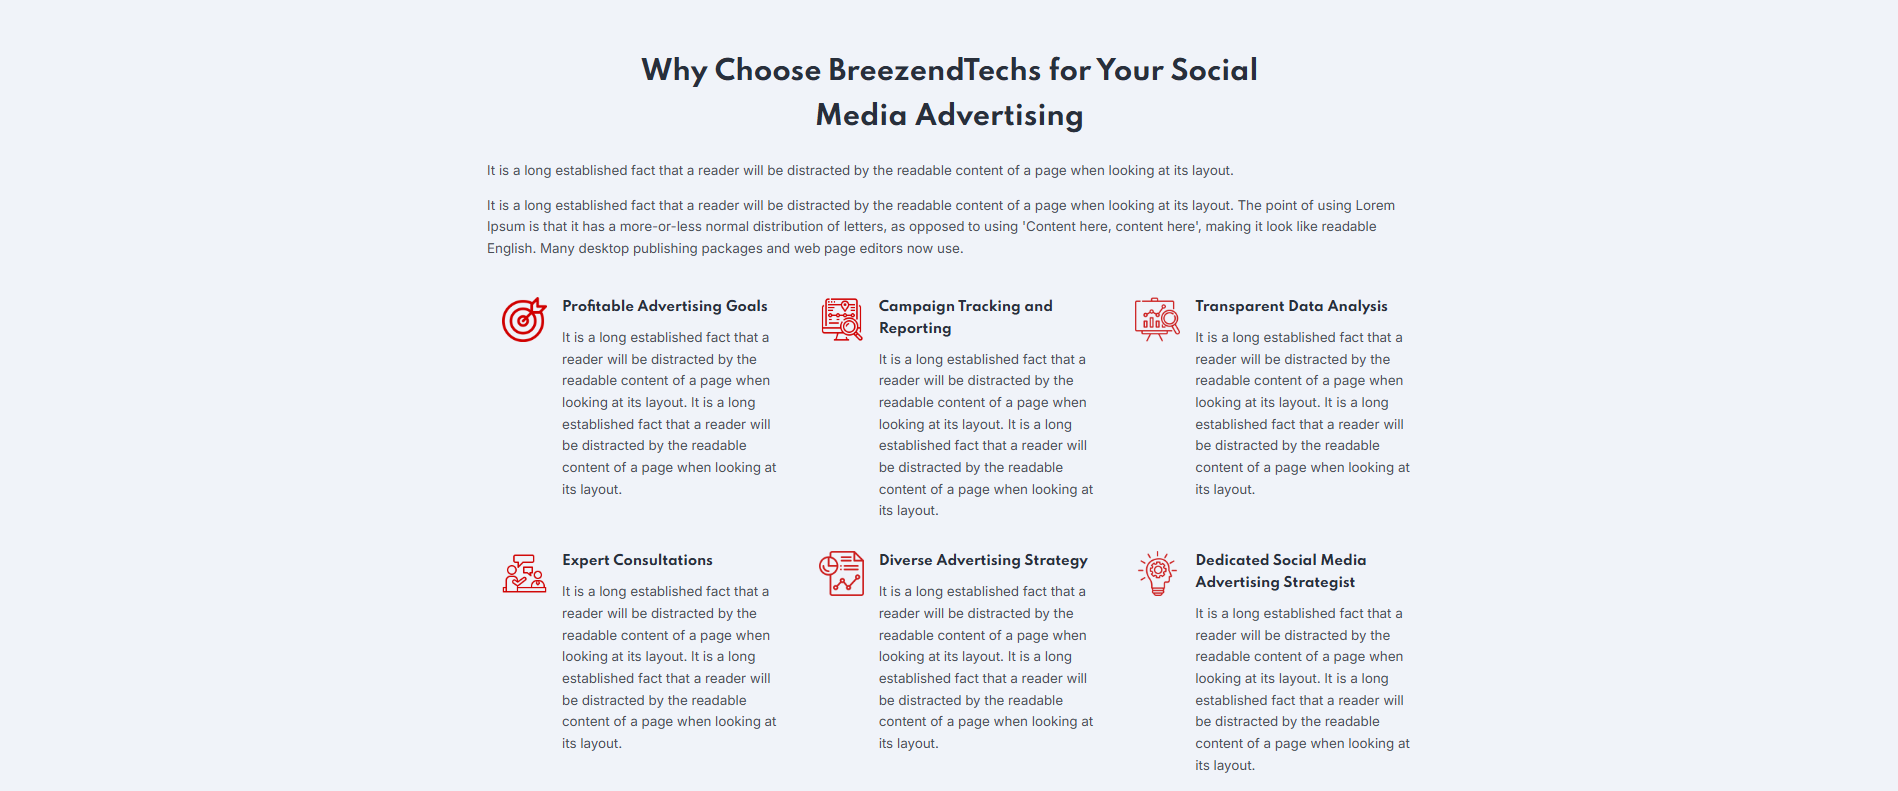 Why Choose BreezendTechs for Your Social
Media Advertising
It is a long established fact that a reader will be distracted by the readable content of a page when looking at its layout.
It is a long established fact that a reader will be distracted by the readable content of a page when looking at its layout. The point of using Lorem
Ipsum is that it has a more-or-less normal distribution of letters, as opposed to using 'Content here, content here', making it look like readable
English. Many desktop publishing packages and web page editors now use.
Profitable Advertising Goals
It is a long established fact that a
reader will be distracted by the
readable content of a page when
looking at its layout. It is a long
established fact that a reader will
be distracted by the readable
content of a page when looking at
its layout.
Campaign Tracking and
Reporting
It is a long established fact that a
reader will be distracted by the
readable content of a page when
looking at its layout. It is a long
established fact that a reader will
be distracted by the readable
content of a page when looking at
its layout.
Transparent Data Analysis
It is a long established fact that a
reader will be distracted by the
readable content of a page when
looking at its layout. It is a long
established fact that a reader will
be distracted by the readable
content of a page when looking at
its layout.
Expert Consultations
It is a long established fact that a
reader will be distracted by the
readable content of a page when
looking at its layout. It is a long
established fact that a reader will
be distracted by the readable
content of a page when looking at
its layout.
Diverse Advertising Strategy
It is a long established fact that a
reader will be distracted by the
readable content of a page when
looking at its layout. It is a long
established fact that a reader will
be distracted by the readable
content of a page when looking at
its layout.
Dedicated Social Media
Advertising Strategist
It is a long established fact that a
reader will be distracted by the
readable content of a page when
looking at its layout. It is a long
established fact that a reader will
be distracted by the readable
content of a page when looking at
its layout.